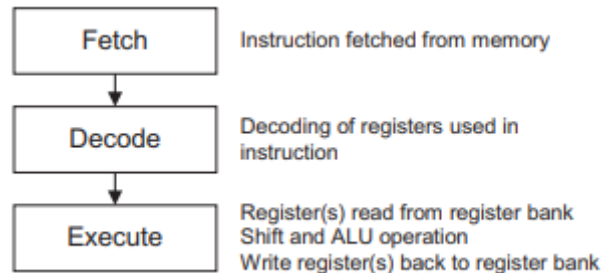 Fetch
Instruction fetched from memory
Decode
Decoding of registers used in
instruction
Execute
Register(s) read from register bank
Shift and ALU operation
Write register(s) back to register bank